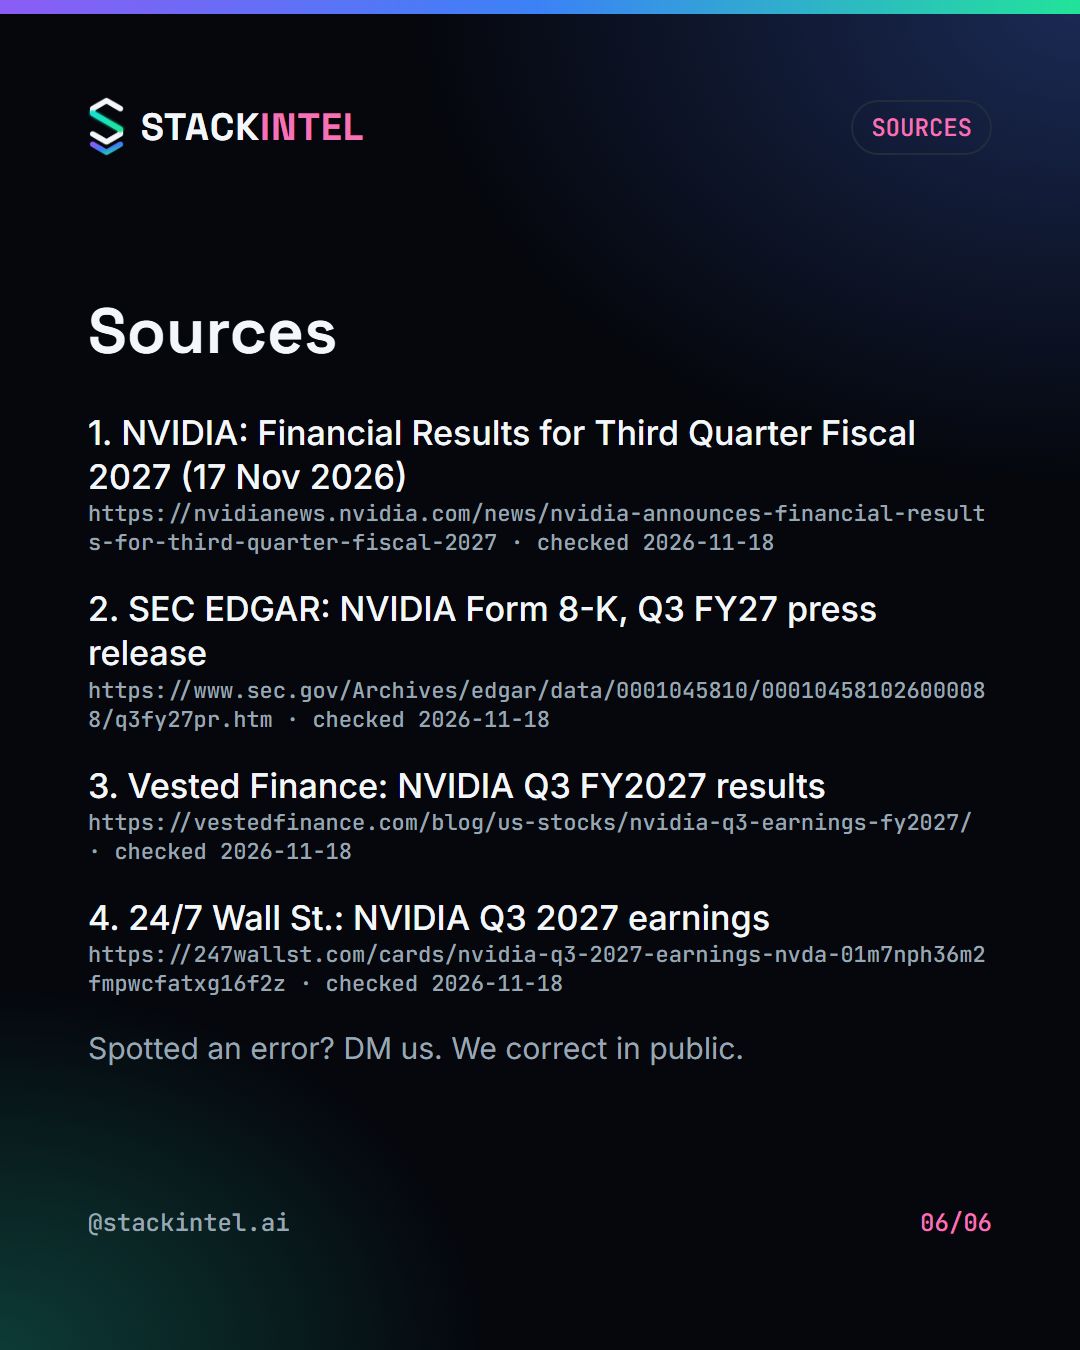 STACKINTEL
SOURCES
Sources
1. NVIDIA: Financial Results for Third Quarter Fiscal
2027 (17 Nov 2026)
https://nvidianews.nvidia.com/news/nvidia-announces-financial-result
s-for-third-quarter-fiscal-2027 · checked 2026-11-18
2. SEC EDGAR: NVIDIA Form 8-K, Q3 FY27 press
release
https://www.sec.gov/Archives/edgar/data/0001045810/00010458102600008
8/q3fy27pr.htm · checked 2026-11-18
3. Vested Finance: NVIDIA Q3 FY2027 results
https://vestedfinance.com/blog/us-stocks/nvidia-q3-earnings-fy2027/
· checked 2026-11-18
4. 24/7 Wall St.: NVIDIA Q3 2027 earnings
https://247wallst.com/cards/nvidia-q3-2027-earnings-nvda-01m7nph36m2
fmpwcfatxg16f2z · checked 2026-11-18
Spotted an error? DM us. We correct in public.
@stackintel.ai
06/06